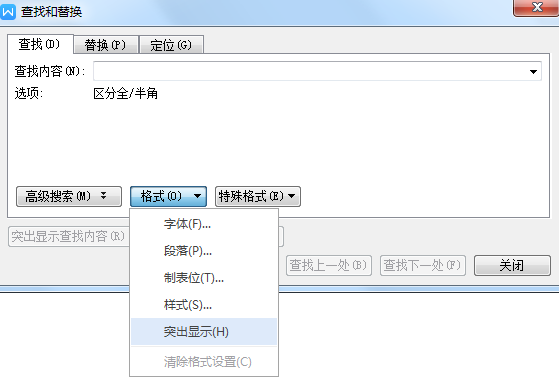 查找和替换
查找(D) 替换(P) 定位(G)
查找内容(N):
选项: 区分全/半角
高级搜索(M) 格式(O) 特殊格式(E)
突出显示查找内容(R)
字体(F)...
段落(P)...
制表位(T)...
样式(S)...
突出显示(H)
清除格式设置(C)
查找上一处(B) 查找下一处(F) 关闭